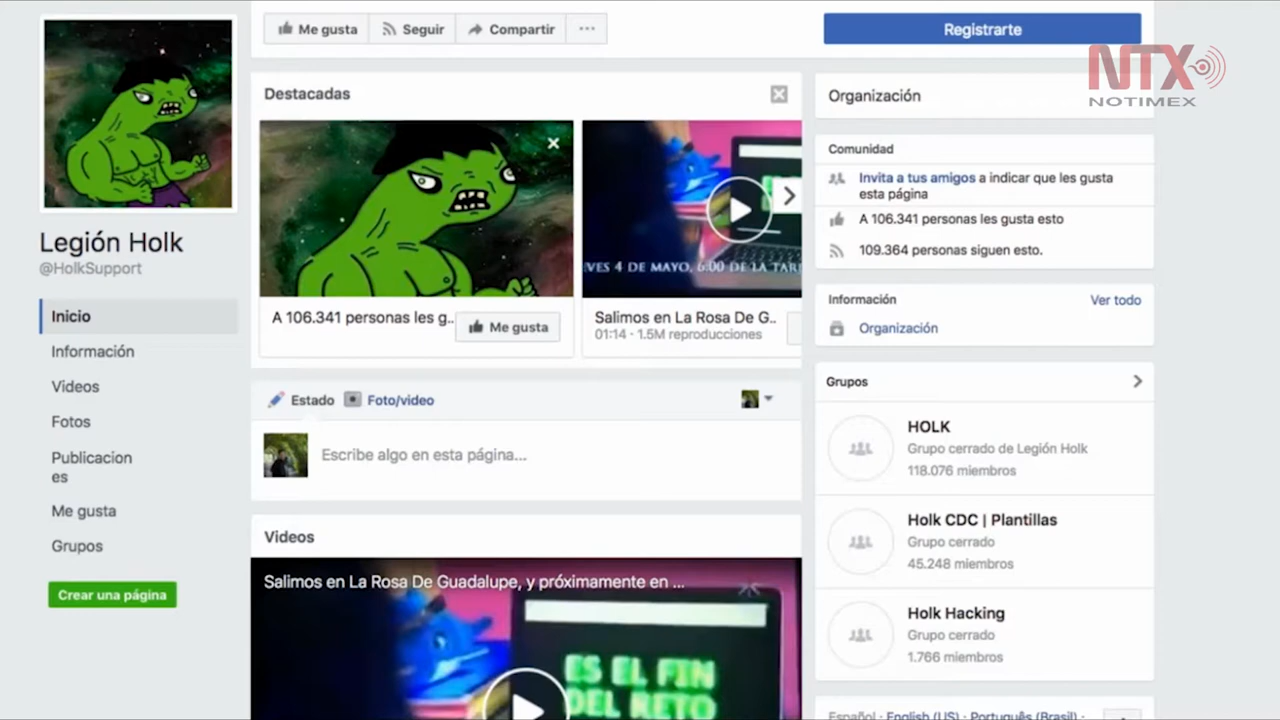 Me gusta
Seguir
Compartir
Registrarte
NTX
NOTIMEX
Legión Holk
@HolkSupport
Inicio
Información
Videos
Fotos
Publicacion
es
Me gusta
Grupos
Crear una página
Destacadas
A 106.341 personas les g..
Me gusta
VES 4 DE MAYO, 6:00 DE LA TAR
Salimos en La Rosa De G..
01:14 · 1.5M reproducciones
Estado
Foto/video
Escribe algo en esta página...
Videos
Salimos en La Rosa De Guadalupe, y próximamente en ...
ES EL FIN
DEL RETO
Organización
Comunidad
Invita a tus amigos a indicar que les gusta
esta página
A 106.341 personas les gusta esto
109.364 personas siguen esto.
Información
Ver todo
Organización
Grupos
HOLK
Grupo cerrado de Legión Holk
118.076 miembros
Holk CDC | Plantillas
Grupo cerrado
45.248 miembros
Holk Hacking
Grupo cerrado
1.766 miembros
Español · English (US) · Português (Brasil) ·